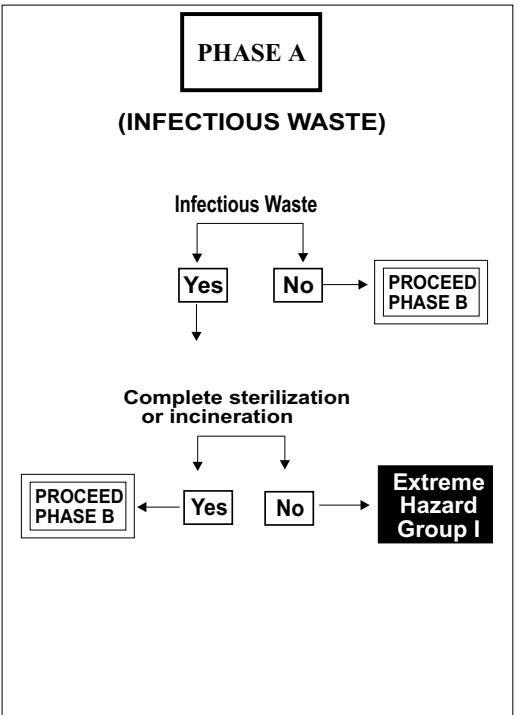 PHASE A
(INFECTIOUS WASTE)
Infectious Waste
Yes
No
PROCEED
PHASE B
Complete sterilization
or incineration
PROCEED
PHASE B
Yes
No
Extreme
Hazard
Group I